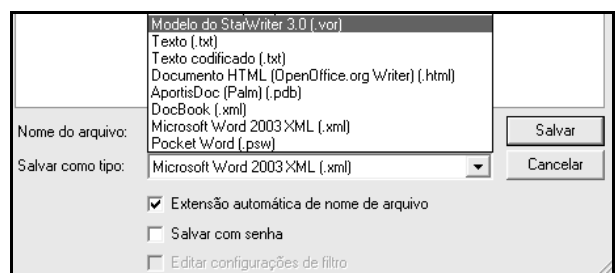 Modelo do StarWriter 3.0 (.vor)
Texto (.txt)
Texto codificado (.txt)
Documento HTML (OpenOffice.org Writer) (.html)
AportisDoc (Palm) (.pdb)
DocBook (.xml)
Microsoft Word 2003 XML (.xml)
Pocket Word (.psw)
Nome do arquivo:
Salvar
Salvar como tipo:
Microsoft Word 2003 XML (.xml)
Cancelar
Extensão automática de nome de arquivo
Salvar com senha
Editar configurações de filtro